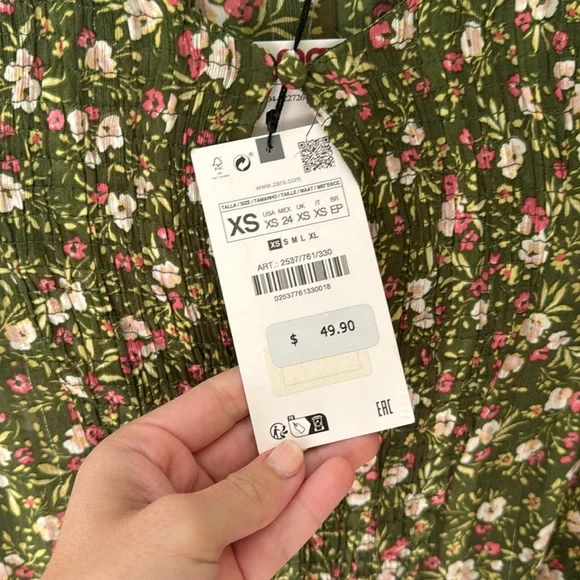 www.zara.com
TALLA / SIZE / TAMANHO / TAILLE / MAAT / MIETERCE
XS
USA MEX UK IT BR
XS 24 XS XS EP
XS S M L XL
ART.: 2537/761/330
02537761330018
$ 49.90
EAC